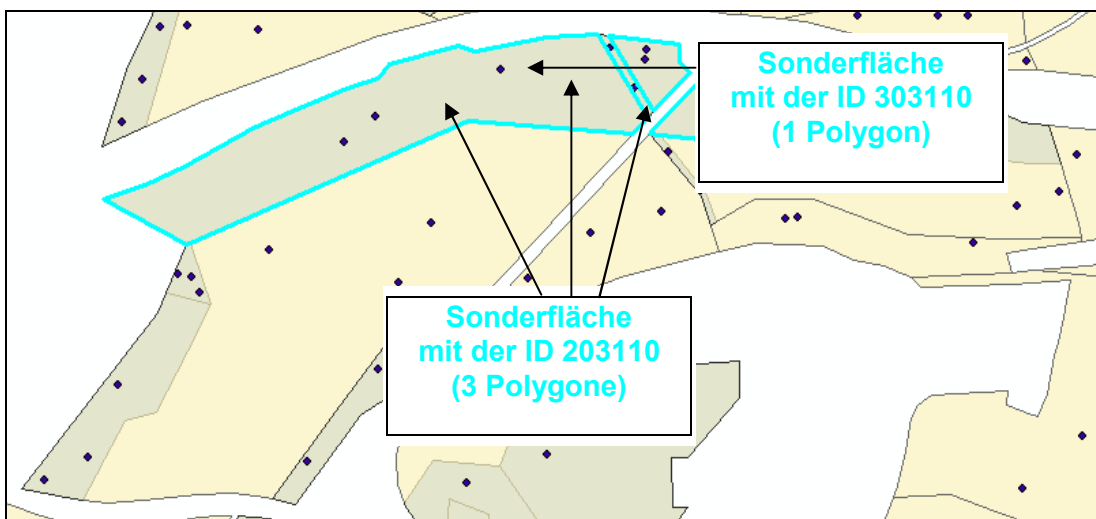 Sonderfläche
mit der ID 303110
(1 Polygon)
Sonderfläche
mit der ID 203110
(3 Polygone)